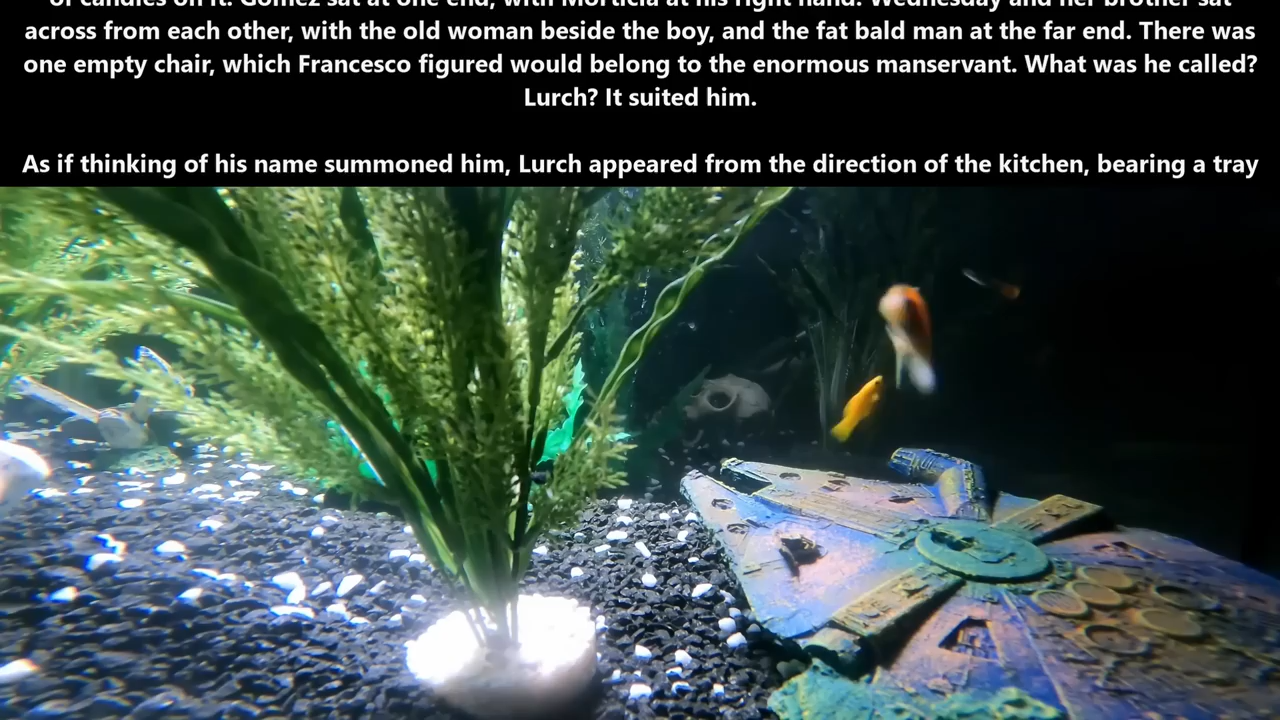 of candles on it. Gomez sat at one end, with Morticia at his right hand. Wednesday and her brother sat
across from each other, with the old woman beside the boy, and the fat bald man at the far end. There was
one empty chair, which Francesco figured would belong to the enormous manservant. What was he called?
Lurch? It suited him.
As if thinking of his name summoned him, Lurch appeared from the direction of the kitchen, bearing a tray